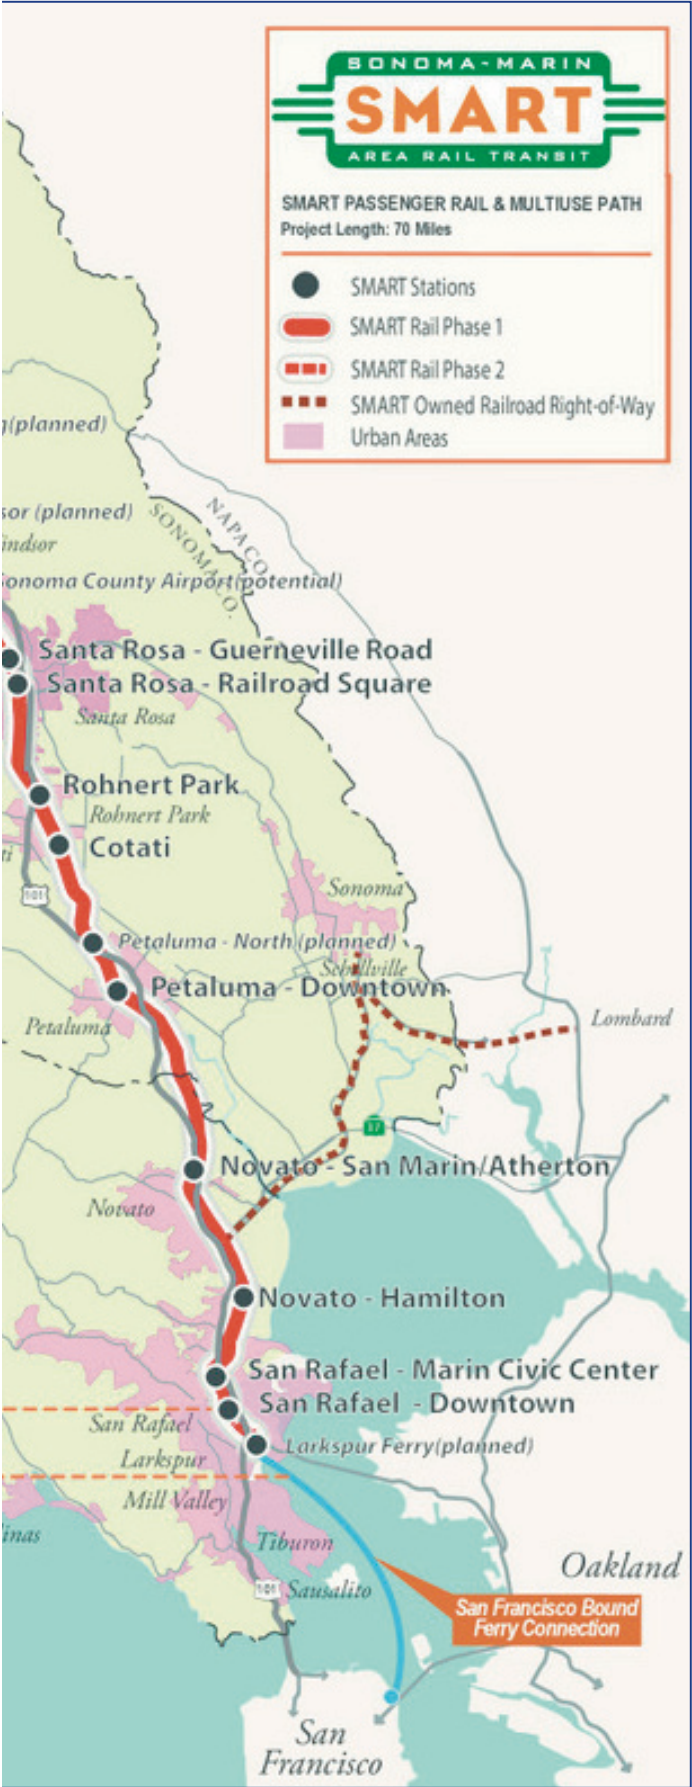 SONOMA-MARIN
SMART
AREA RAIL TRANSIT
SMART PASSENGER RAIL & MULTIUSE PATH
Project Length: 70 Miles
SMART Stations
SMART Rail Phase 1
SMART Rail Phase 2
SMART Owned Railroad Right-of-Way
Urban Areas
(planned)
sor (planned)
indsor
NAPA CO.
SONOMA CO.
onoma County Airport(potential)
Santa Rosa - Guerneville Road
Santa Rosa - Railroad Square
Santa Rosa
Rohnert Park
Rohnert Park
Cotati
ti
Sonoma
101
Petaluma - North (planned)
Schellville
Petaluma - Downtown
Petaluma
Lombard
37
Novato - San Marin/Atherton
Novato
Novato - Hamilton
San Rafael - Marin Civic Center
San Rafael - Downtown
San Rafael
Larkspur Ferry(planned)
Larkspur
Mill Valley
inas
Tiburon
Oakland
101
Sausalito
San Francisco Bound
Ferry Connection
San
Francisco